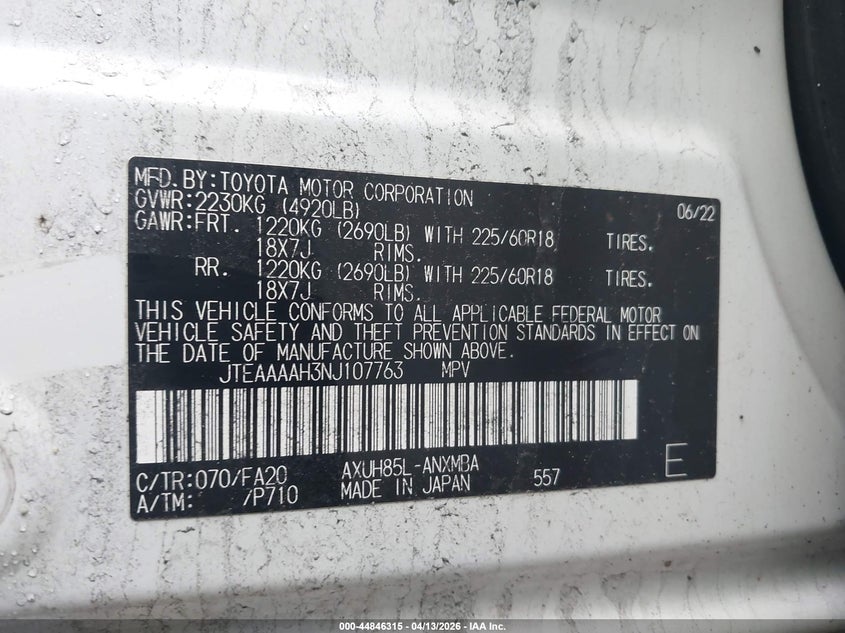 MFD.BY:TOYOTA MOTOR CORPORATION 06/22
GVWR:2230KG (4920LB)
GAWR:FRT. 1220KG (2690LB) WITH 225/60R18 TIRES.
18X7J RIMS.
RR. 1220KG (2690LB) WITH 225/60R18 TIRES.
18X7J RIMS.
THIS VEHICLE CONFORMS TO ALL APPLICABLE FEDERAL MOTOR
VEHICLE SAFETY AND THEFT PREVENTION STANDARDS IN EFFECT ON
THE DATE OF MANUFACTURE SHOWN ABOVE.
JTEAAAAH3NJ107763 MPV
C/TR:070/FA20 AXUH85L-ANXMBA E
A/TM: /P710 MADE IN JAPAN 557
000-44846315 - 04/13/2026 - IAA Inc.